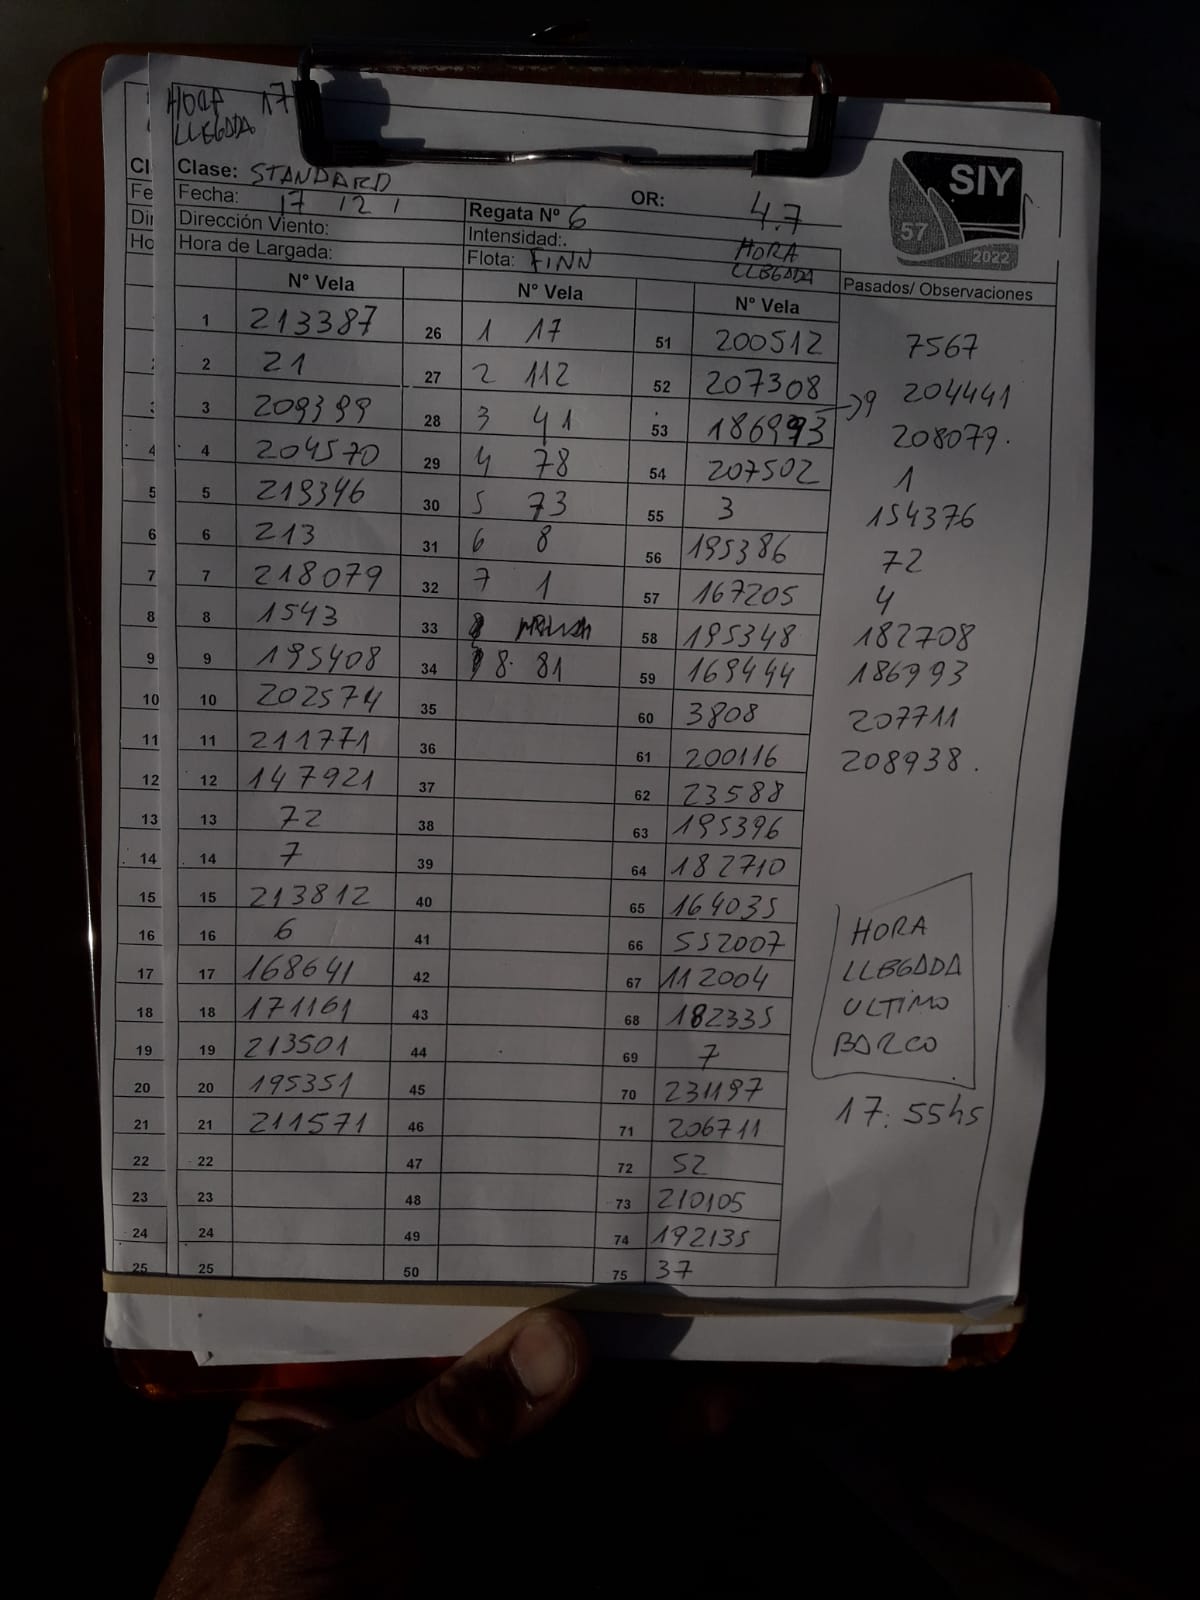 HORA 17
LLEGADA
SIY
57
2022
Clase: STANDARD
OR: 4.7
Fecha: 17 12 1
Regata Nº 6
Dirección Viento:
Intensidad:.
HORA
LLEGADA
Hora de Largada:
Flota: FINN
Nº Vela
Nº Vela
Nº Vela
Pasados/ Observaciones
1 213387 26 1 17 51 200512 7567
2 21 27 2 112 52 207308 204441
3 209399 28 3 41 53 186993 → 9 208079.
4 204570 29 4 78 54 207502 1
5 219346 30 5 73 55 3 154376
6 213 31 6 8 56 195386 72
7 218079 32 7 1 57 167205 4
8 1543 33 58 195348 182708
9 195408 34 8. 81 59 169444 186993
10 202574 35 60 3808 207711
11 211771 36 61 200116 208938.
12 147921 37 62 23588
13 72 38 63 195396
14 7 39 64 182710
15 213812 40 65 164035
16 6 41 66 552007
17 168641 42 67 112004
18 171161 43 68 182335
19 213501 44 69 7
20 195351 45 70 231197
21 211571 46 71 206711
22 47 72 52
23 48 73 210105
24 49 74 192135
25 50 75 37
HORA
LLEGADA
ULTIMO
BARCO
17:55hs